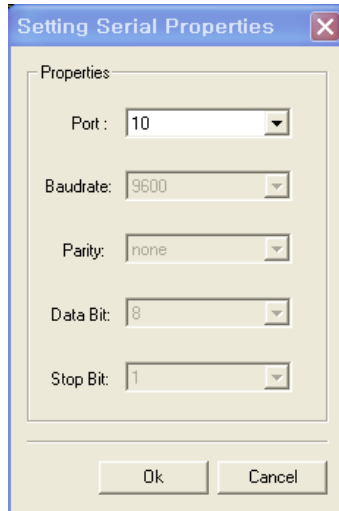 Setting Serial Properties
Properties
Port : 10
Baudrate: 9600
Parity: none
Data Bit: 8
Stop Bit: 1
Ok Cancel